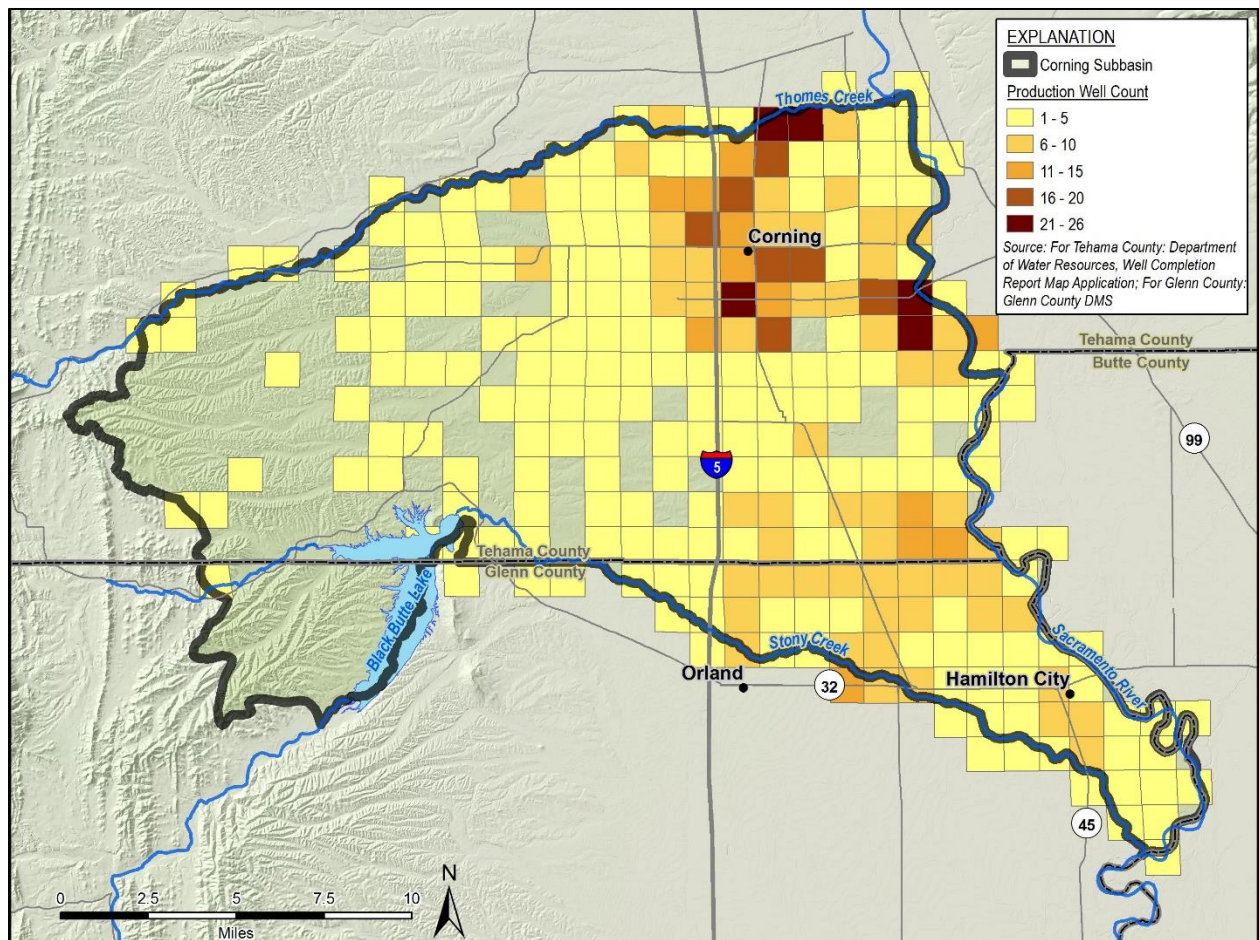 EXPLANATION
Corning Subbasin
Production Well Count
1 - 5
6 - 10
11 - 15
16 - 20
21 - 26
Source: For Tehama County: Department
of Water Resources, Well Completion
Report Map Application; For Glenn County:
Glenn County DMS
Thomes Creek
Corning
Tehama County
Butte County
99
5
Tehama County
Glenn County
Black Butte Lake
Stony Creek
Sacramento River
Orland
32
Hamilton City
45
N
0 2.5 5 7.5 10
Miles